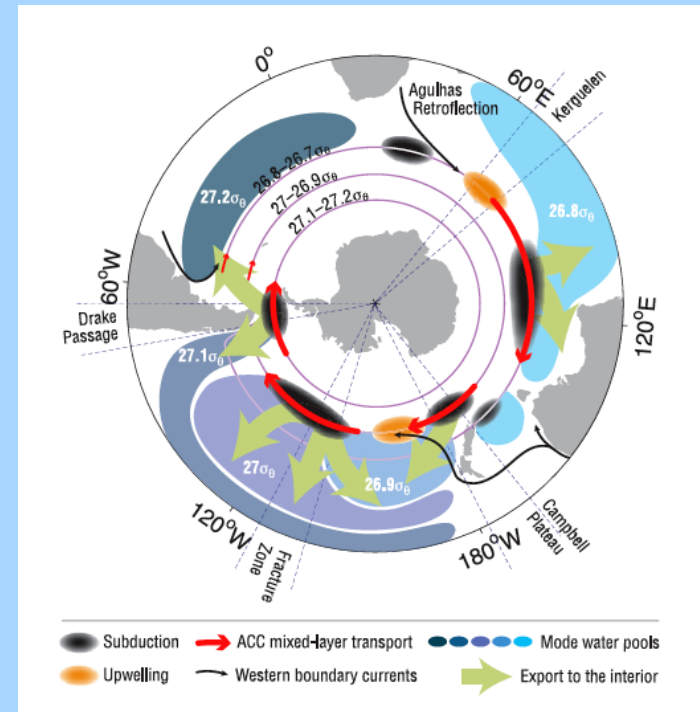 0°
60°E
Agulhas
Retroflection
Kerguelen
26.8–26.7σθ
27–26.9σθ
27.1–27.2σθ
27.2σθ
26.8σθ
60°W
Drake
Passage
120°E
27.1σθ
27σθ
26.9σθ
120°W
Fracture
Zone
180°W
Campbell
Plateau
Subduction
ACC mixed-layer transport
Mode water pools
Upwelling
Western boundary currents
Export to the interior